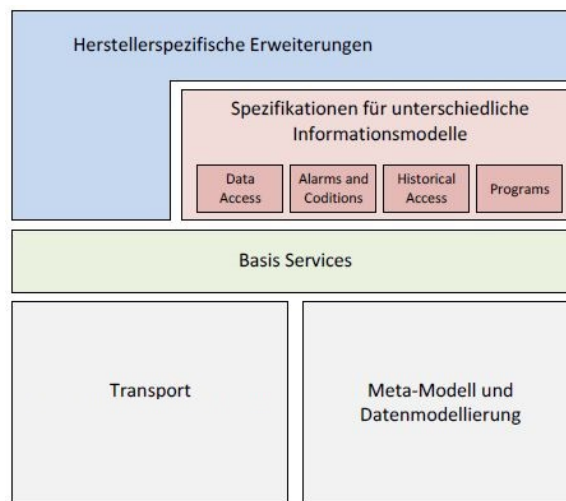 Herstellerspezifische Erweiterungen
Spezifikationen für unterschiedliche
Informationsmodelle
Data
Access
Alarms and
Coditions
Historical
Access
Programs
Basis Services
Transport
Meta-Modell und
Datenmodellierung